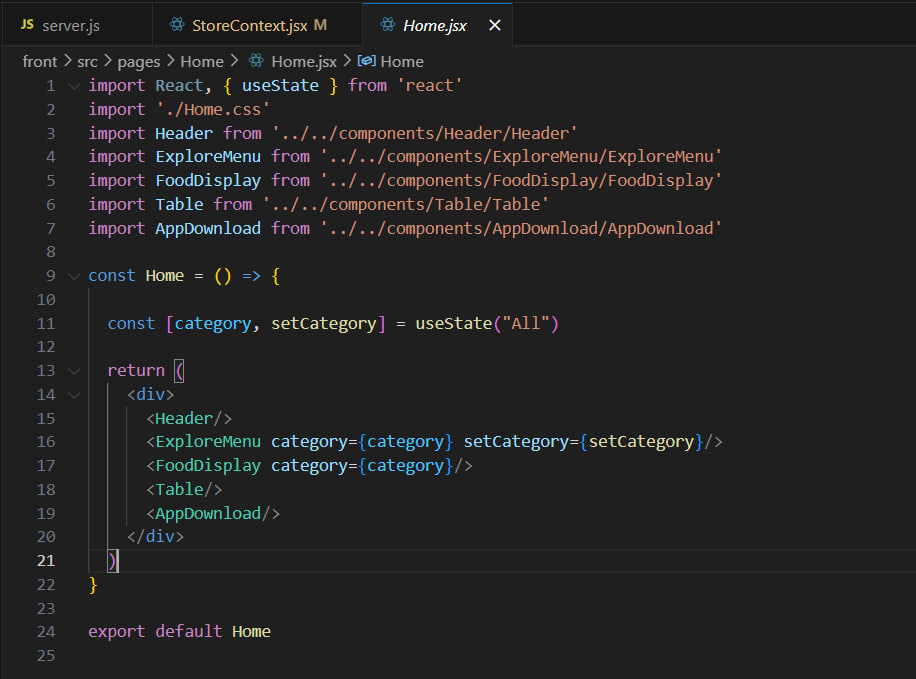 JS server.js StoreContext.jsx M Home.jsx
front > src > pages > Home > Home.jsx > Home
1 import React, { useState } from 'react'
2 import './Home.css'
3 import Header from '../../components/Header/Header'
4 import ExploreMenu from '../../components/ExploreMenu/ExploreMenu'
5 import FoodDisplay from '../../components/FoodDisplay/FoodDisplay'
6 import Table from '../../components/Table/Table'
7 import AppDownload from '../../components/AppDownload/AppDownload'
8
9 const Home = () => {
10
11 const [category, setCategory] = useState("All")
12
13 return (
14 <div>
15 <Header/>
16 <ExploreMenu category={category} setCategory={setCategory}/>
17 <FoodDisplay category={category}/>
18 <Table/>
19 <AppDownload/>
20 </div>
21 )
22 }
23
24 export default Home
25